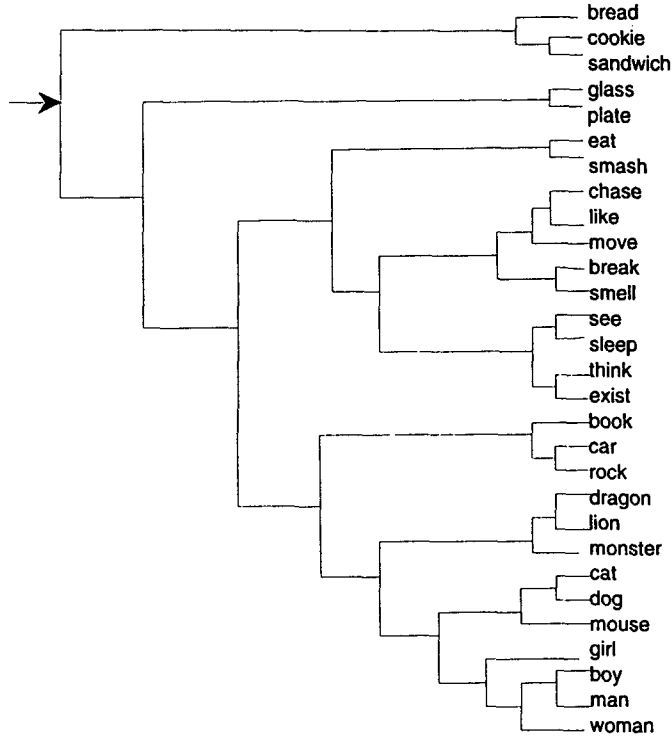 bread
cookie
sandwich
glass
plate
eat
smash
chase
like
move
break
smell
see
sleep
think
exist
book
car
rock
dragon
lion
monster
cat
dog
mouse
girl
boy
man
woman